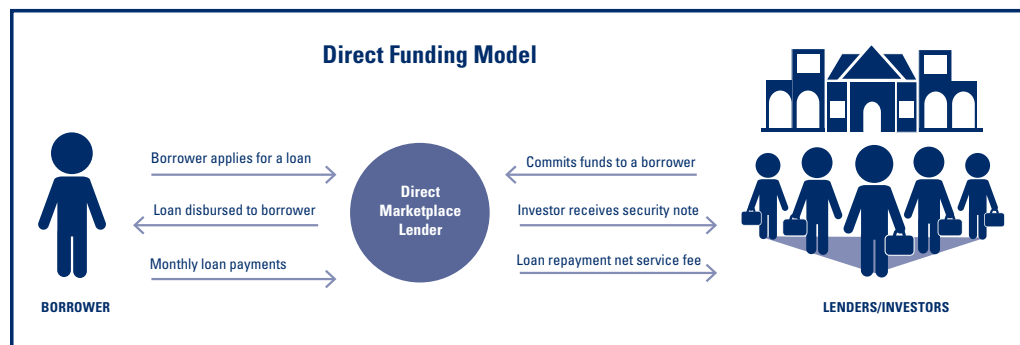 Direct Funding Model
Borrower applies for a loan
Loan disbursed to borrower
Monthly loan payments
BORROWER
Direct
Marketplace
Lender
Commits funds to a borrower
Investor receives security note
Loan repayment net service fee
LENDERS/INVESTORS